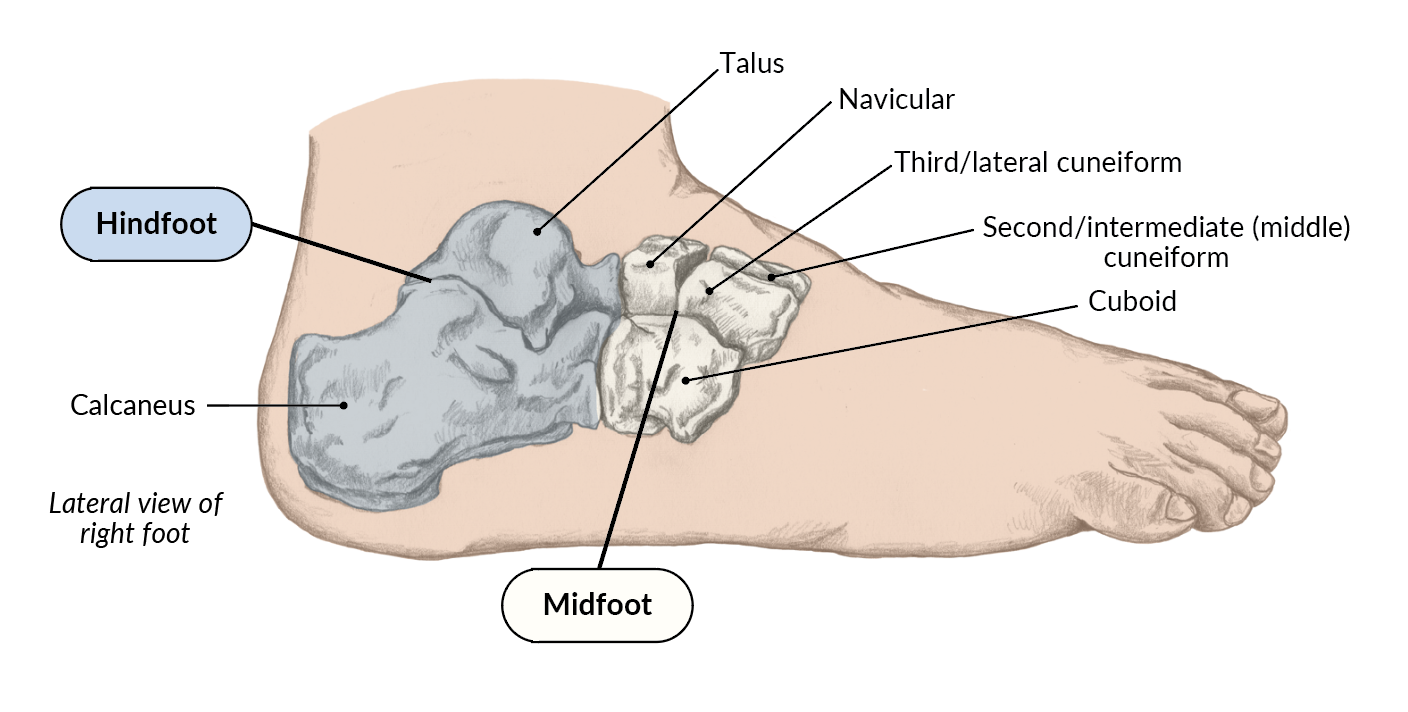 Talus
Navicular
Third/lateral cuneiform
Hindfoot
Second/intermediate (middle)
cuneiform
Cuboid
Calcaneus
Lateral view of
right foot
Midfoot